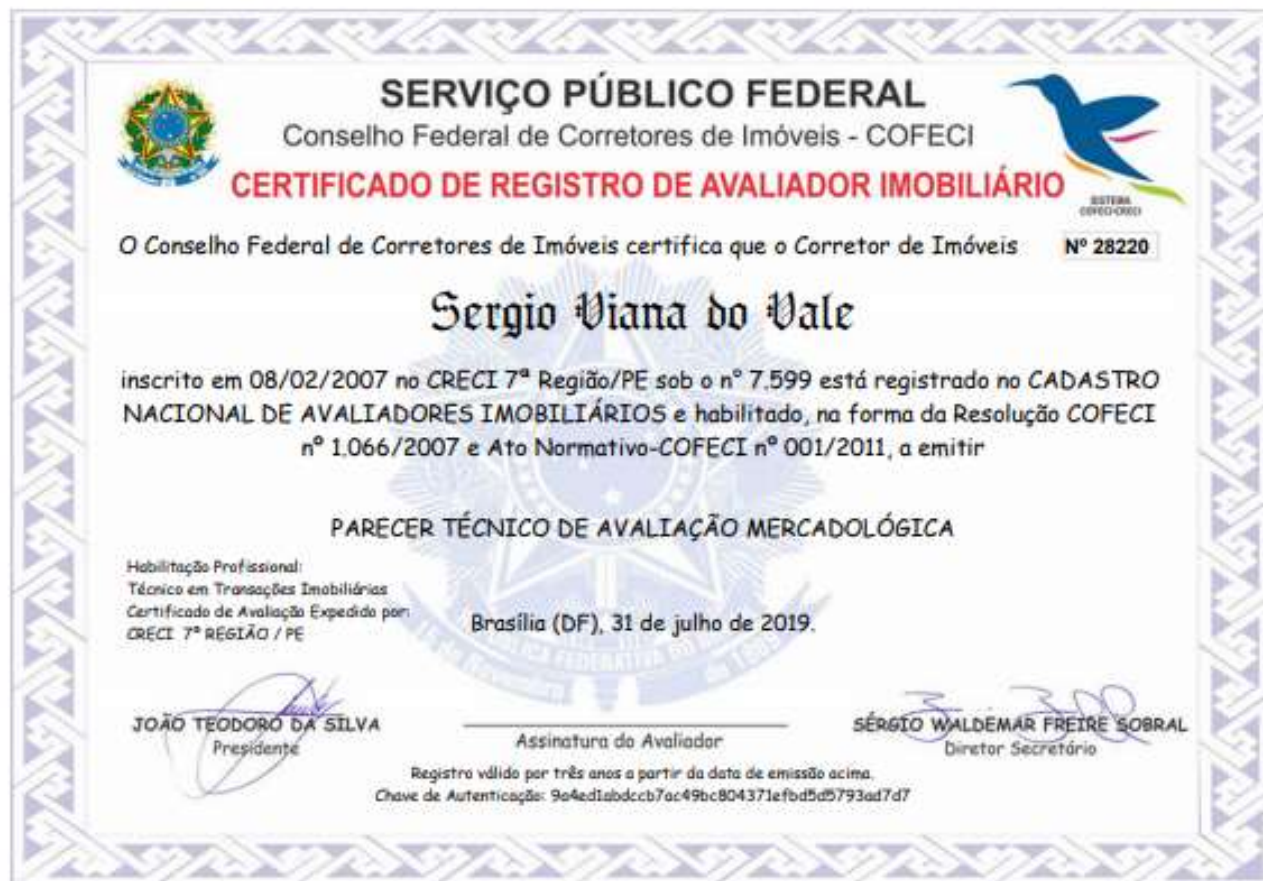 SERVIÇO PÚBLICO FEDERAL
Conselho Federal de Corretores de Imóveis - COFECI
CERTIFICADO DE REGISTRO DE AVALIADOR IMOBILIÁRIO
SISTEMA
COFECI-CRECI
O Conselho Federal de Corretores de Imóveis certifica que o Corretor de Imóveis
Nº 28220
Sergio Viana do Vale
inscrito em 08/02/2007 no CRECI 7ª Região/PE sob o nº 7.599 está registrado no CADASTRO
NACIONAL DE AVALIADORES IMOBILIÁRIOS e habilitado, na forma da Resolução COFECI
nº 1.066/2007 e Ato Normativo-COFECI nº 001/2011, a emitir
PARECER TÉCNICO DE AVALIAÇÃO MERCADOLÓGICA
Habilitação Profissional:
Técnico em Transações Imobiliárias
Certificado de Avaliação Expedido por:
CRECI 7ª REGIÃO / PE
Brasília (DF), 31 de julho de 2019.
JOÃO TEODORO DA SILVA
Presidente
Assinatura do Avaliador
SÉRGIO WALDEMAR FREIRE SOBRAL
Diretor Secretário
Registro válido por três anos a partir da data de emissão acima.
Chave de Autenticação: 9a4ed1abdccb7ac49bc804371efbd5d5793ad7d7